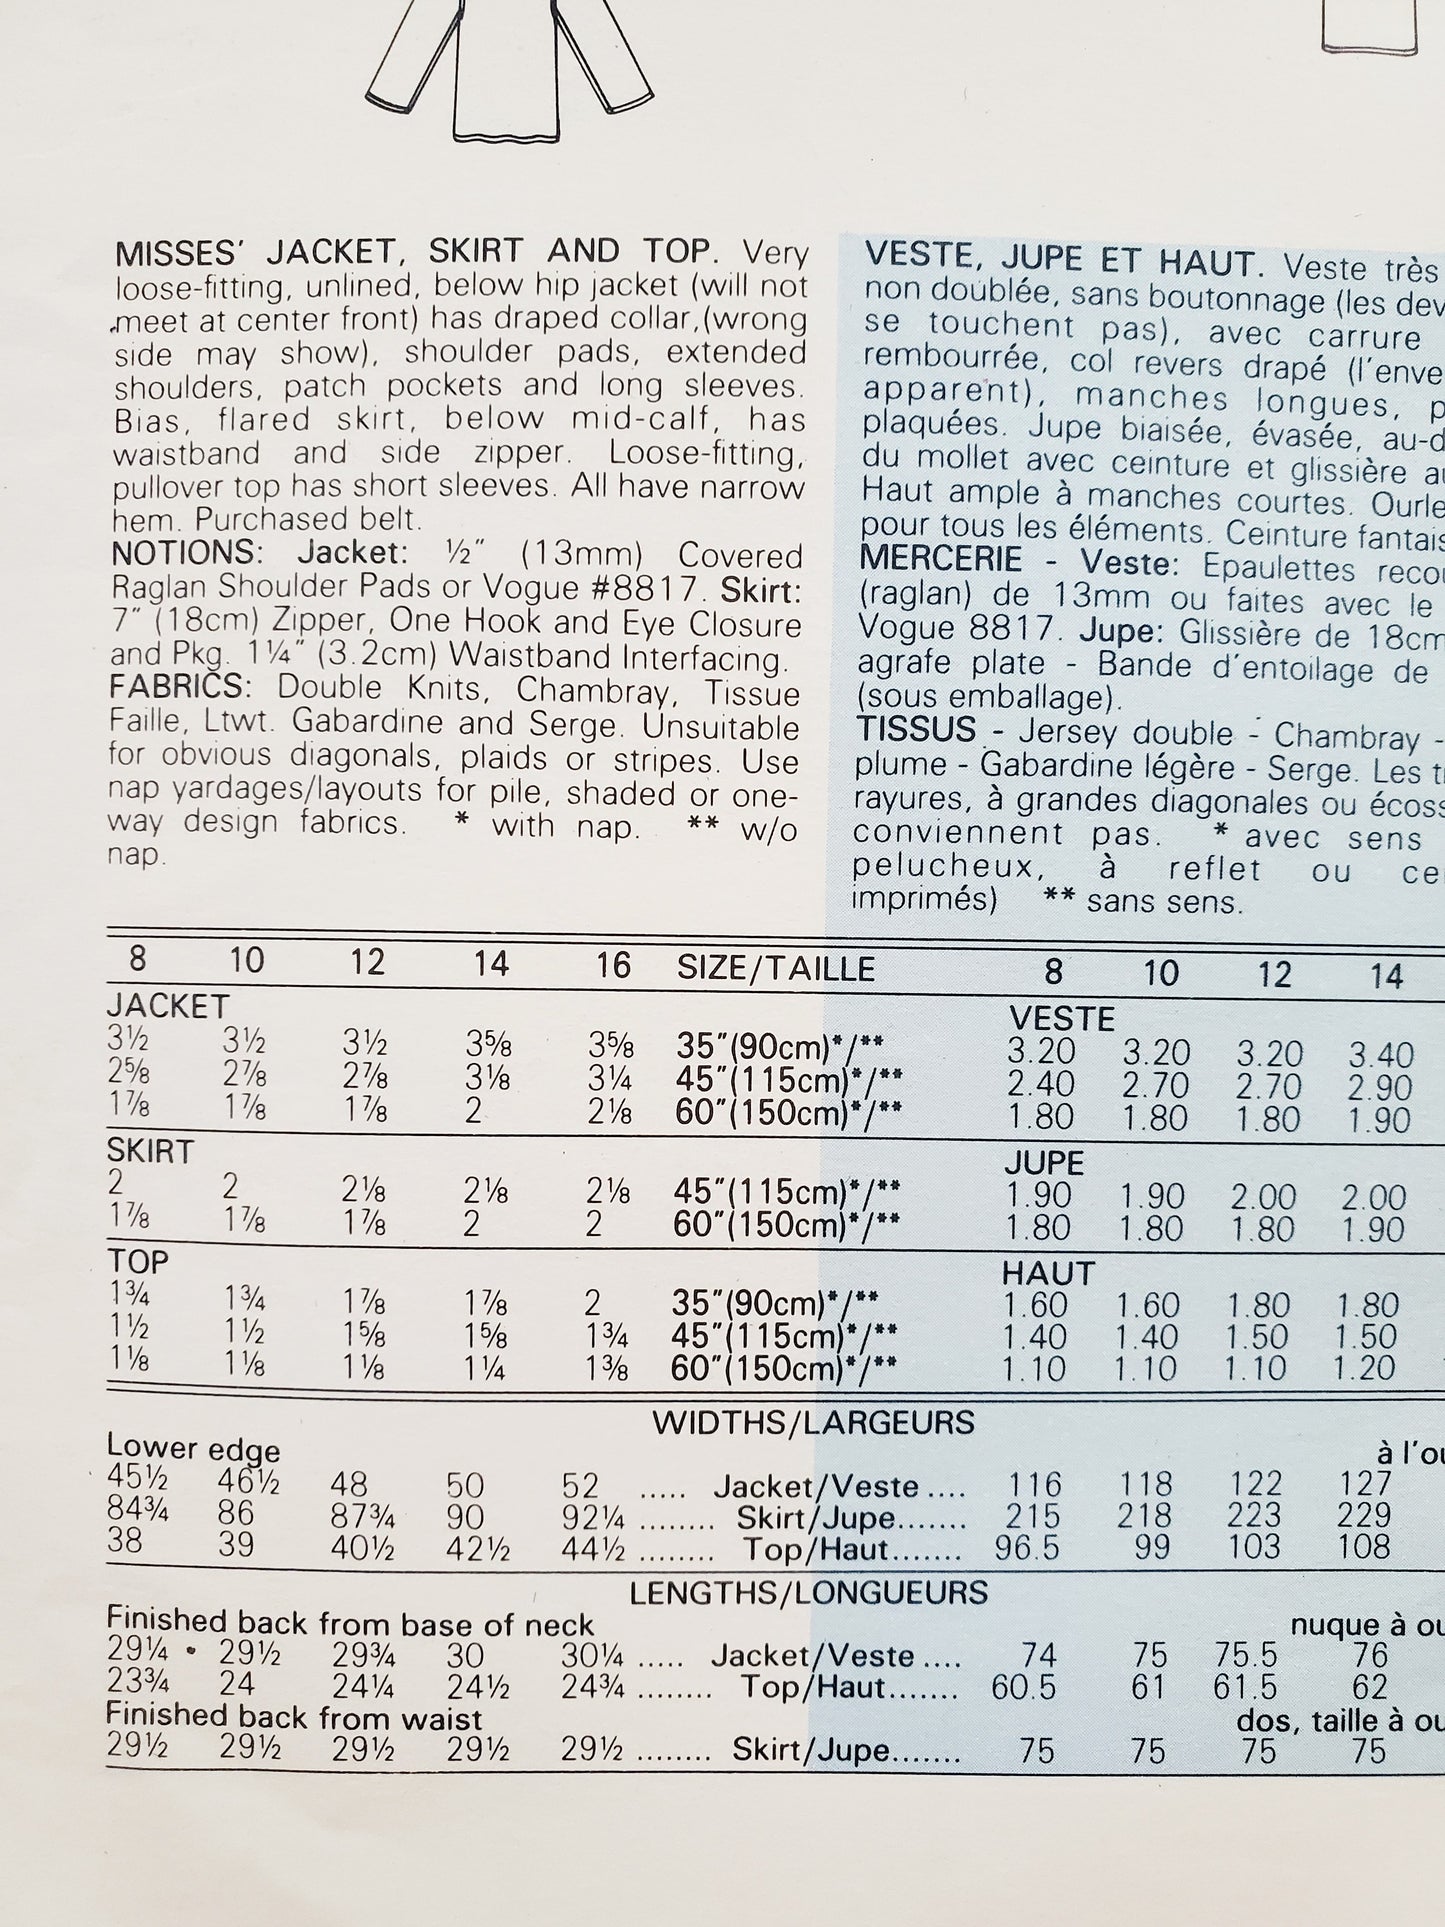 MISSES' JACKET, SKIRT AND TOP. Very
loose-fitting, unlined, below hip jacket (will not
meet at center front) has draped collar,(wrong
side may show), shoulder pads, extended
shoulders, patch pockets and long sleeves.
Bias, flared skirt, below mid-calf, has
waistband and side zipper. Loose-fitting,
pullover top has short sleeves. All have narrow
hem. Purchased belt.
NOTIONS: Jacket: ½" (13mm) Covered
Raglan Shoulder Pads or Vogue #8817. Skirt:
7" (18cm) Zipper, One Hook and Eye Closure
and Pkg. 1¼" (3.2cm) Waistband Interfacing.
FABRICS: Double Knits, Chambray, Tissue
Faille, Ltwt. Gabardine and Serge. Unsuitable
for obvious diagonals, plaids or stripes. Use
nap yardages/layouts for pile, shaded or one-
way design fabrics. * with nap. ** w/o
nap.
VESTE, JUPE ET HAUT. Veste très
non doublée, sans boutonnage (les dev
se touchent pas), avec carrure
rembourrée, col revers drapé (l'enve
apparent), manches longues, p
plaquées. Jupe biaisée, évasée, au-d
du mollet avec ceinture et glissière au
Haut ample à manches courtes. Ourle
pour tous les éléments. Ceinture fantais
MERCERIE - Veste: Epaulettes recou
(raglan) de 13mm ou faites avec le
Vogue 8817. Jupe: Glissière de 18cm
agrafe plate - Bande d'entoilage de
(sous emballage).
TISSUS - Jersey double - Chambray -
plume - Gabardine légère - Serge. Les t
rayures, à grandes diagonales ou écoss
conviennent pas. * avec sens
pelucheux, à reflet ou ce
imprimés) ** sans sens.
8 10 12 14 16 SIZE/TAILLE 8 10 12 14
JACKET VESTE
3½ 3½ 3½ 3⅝ 3⅝ 35"(90cm)*/** 3.20 3.20 3.20 3.40
2⅝ 2⅞ 2⅞ 3⅛ 3¼ 45"(115cm)*/** 2.40 2.70 2.70 2.90
1⅞ 1⅞ 1⅞ 2 2⅛ 60"(150cm)*/** 1.80 1.80 1.80 1.90
SKIRT JUPE
2 2 2⅛ 2⅛ 2⅛ 45"(115cm)*/** 1.90 1.90 2.00 2.00
1⅞ 1⅞ 1⅞ 2 2 60"(150cm)*/** 1.80 1.80 1.80 1.90
TOP HAUT
1¾ 1¾ 1⅞ 1⅞ 2 35"(90cm)*/** 1.60 1.60 1.80 1.80
1½ 1½ 1⅝ 1⅝ 1¾ 45"(115cm)*/** 1.40 1.40 1.50 1.50
1⅛ 1⅛ 1⅛ 1¼ 1⅜ 60"(150cm)*/** 1.10 1.10 1.10 1.20
WIDTHS/LARGEURS
Lower edge à l'ou
45½ 46½ 48 50 52 ..... Jacket/Veste .... 116 118 122 127
84¾ 86 87¾ 90 92¼ ........ Skirt/Jupe....... 215 218 223 229
38 39 40½ 42½ 44½ ........ Top/Haut....... 96.5 99 103 108
LENGTHS/LONGUEURS
Finished back from base of neck nuque à ou
29¼ 29½ 29¾ 30 30¼ ..... Jacket/Veste .... 74 75 75.5 76
23¾ 24 24¼ 24½ 24¾ ........ Top/Haut....... 60.5 61 61.5 62
Finished back from waist dos, taille à ou
29½ 29½ 29½ 29½ 29½ ........ Skirt/Jupe....... 75 75 75 75